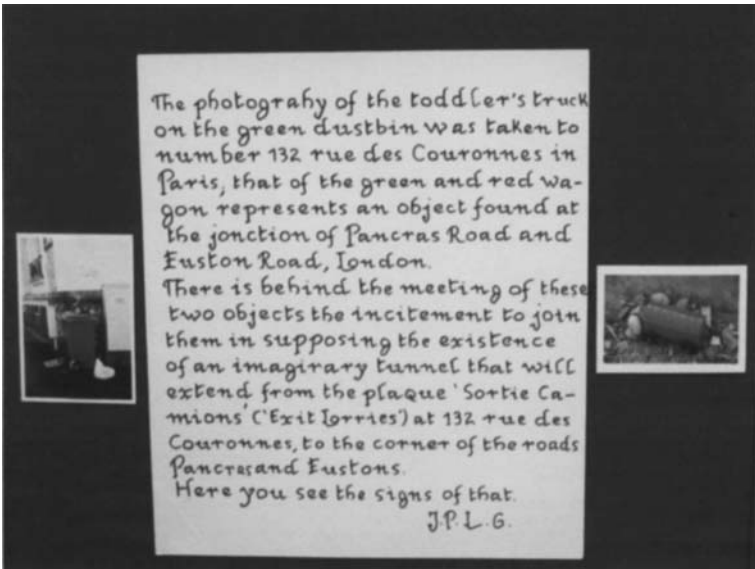 The photograhy of the toddler's truck
on the green dustbin was taken to
number 132 rue des Couronnes in
Paris, that of the green and red wa-
gon represents an object found at
the jonction of Pancras Road and
Euston Road, London.
There is behind the meeting of these
two objects the incitement to join
them in supposing the existence
of an imagirary tunnel that will
extend from the plaque 'Sortie Ca-
mions' ('Exit Lorries') at 132 rue des
Couronnes, to the corner of the roads
Pancras and Eustons.
Here you see the signs of that.
J.P.L.G.